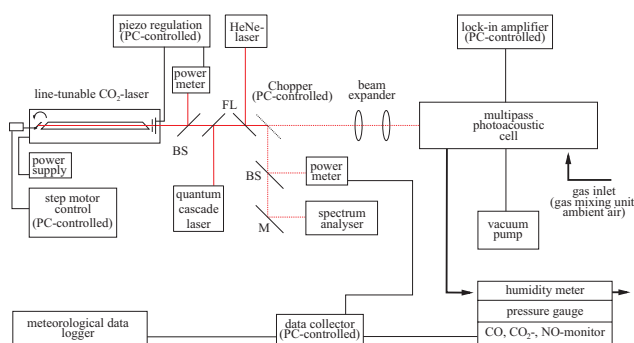 piezo regulation
(PC-controlled)
HeNe-
laser
lock-in amplifier
(PC-controlled)
power
meter
line-tunable CO₂-laser
FL
Chopper
(PC-controlled)
beam
expander
multipass
photoacoustic
cell
BS
power
supply
step motor
control
(PC-controlled)
quantum
cascade
laser
BS
power
meter
M
spectrum
analyser
gas inlet
(gas mixing unit
ambient air)
vacuum
pump
humidity meter
pressure gauge
CO, CO₂-, NO-monitor
meteorological data
logger
data collector
(PC-controlled)